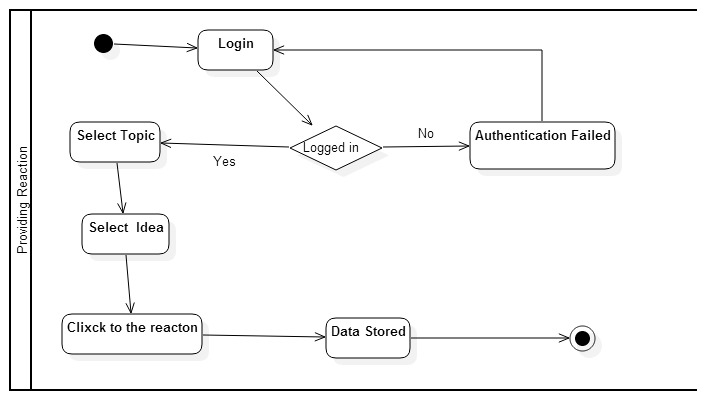 Providing Reaction
Login
Select Topic
Yes
Logged in
No
Authentication Failed
Select Idea
Clixck to the reacton
Data Stored